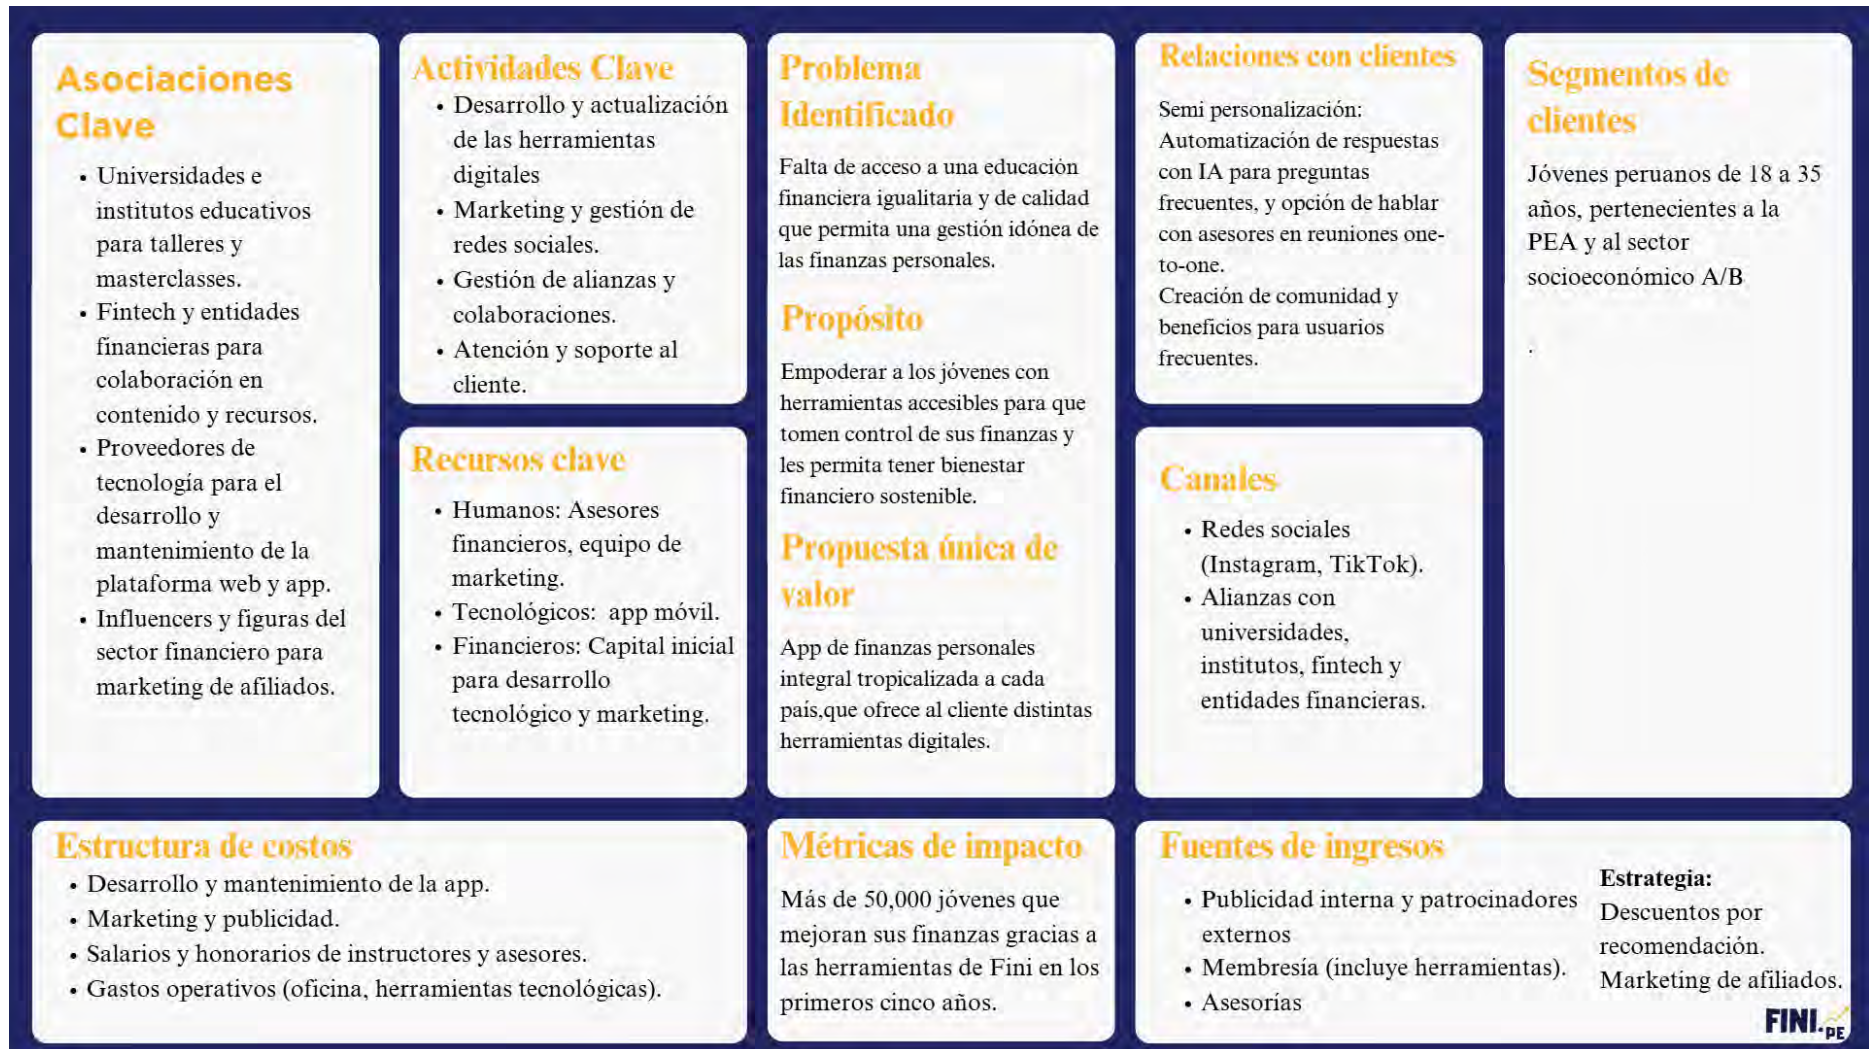 Asociaciones
Clave
• Universidades e
institutos educativos
para talleres y
masterclasses.
• Fintech y entidades
financieras para
colaboración en
contenido y recursos.
• Proveedores de
tecnología para el
desarrollo y
mantenimiento de la
plataforma web y app.
• Influencers y figuras del
sector financiero para
marketing de afiliados.
Actividades Clave
• Desarrollo y actualización
de las herramientas
digitales
• Marketing y gestión de
redes sociales.
• Gestión de alianzas y
colaboraciones.
• Atención y soporte al
cliente.
Recursos clave
• Humanos: Asesores
financieros, equipo de
marketing.
• Tecnológicos: app móvil.
• Financieros: Capital inicial
para desarrollo
tecnológico y marketing.
Problema
Identificado
Falta de acceso a una educación
financiera igualitaria y de calidad
que permita una gestión idónea de
las finanzas personales.
Propósito
Empoderar a los jóvenes con
herramientas accesibles para que
tomen control de sus finanzas y
les permita tener bienestar
financiero sostenible.
Propuesta única de
valor
App de finanzas personales
integral tropicalizada a cada
país,que ofrece al cliente distintas
herramientas digitales.
Relaciones con clientes
Semi personalización:
Automatización de respuestas
con IA para preguntas
frecuentes, y opción de hablar
con asesores en reuniones one-
to-one.
Creación de comunidad y
beneficios para usuarios
frecuentes.
Canales
• Redes sociales
(Instagram, TikTok).
• Alianzas con
universidades,
institutos, fintech y
entidades financieras.
Segmentos de
clientes
Jóvenes peruanos de 18 a 35
años, pertenecientes a la
PEA y al sector
socioeconómico A/B
.
Estructura de costos
• Desarrollo y mantenimiento de la app.
• Marketing y publicidad.
• Salarios y honorarios de instructores y asesores.
• Gastos operativos (oficina, herramientas tecnológicas).
Métricas de impacto
Más de 50,000 jóvenes que
mejoran sus finanzas gracias a
las herramientas de Fini en los
primeros cinco años.
Fuentes de ingresos
• Publicidad interna y patrocinadores
externos
• Membresía (incluye herramientas).
• Asesorías
Estrategia:
Descuentos por
recomendación.
Marketing de afiliados.
FINI.PE